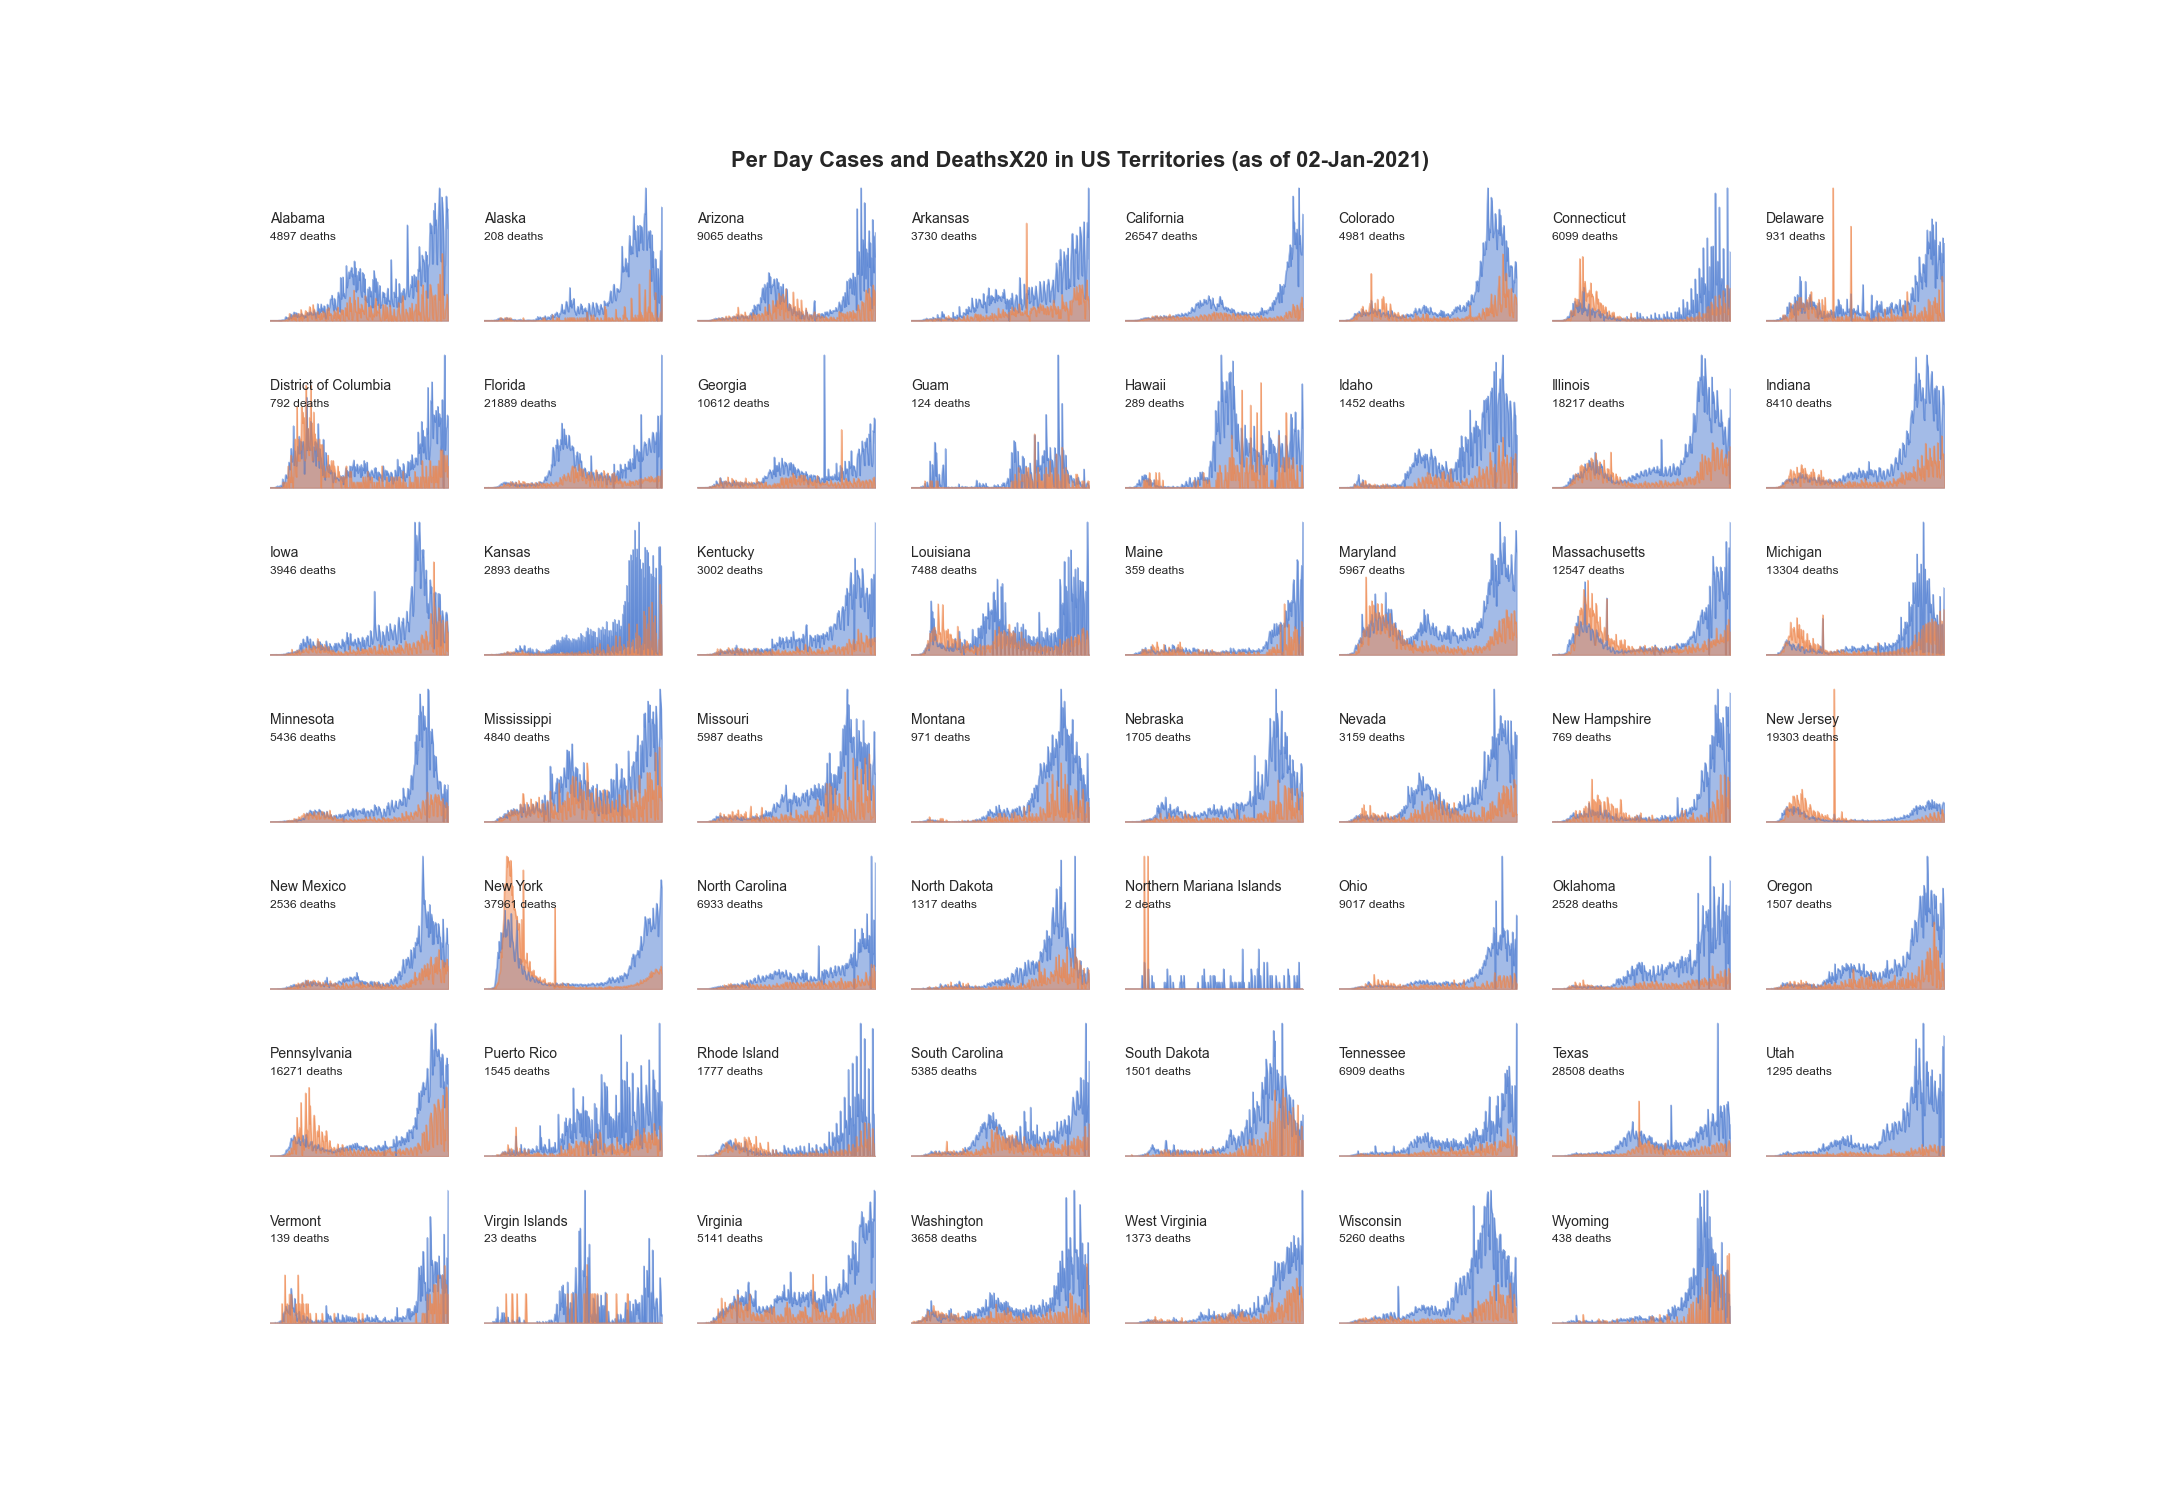 Per Day Cases and DeathsX20 in US Territories (as of 02-Jan-2021)
Alabama
4897 deaths
Alaska
208 deaths
Arizona
9065 deaths
Arkansas
3730 deaths
California
26547 deaths
Colorado
4981 deaths
Connecticut
6099 deaths
Delaware
931 deaths
District of Columbia
792 deaths
Florida
21889 deaths
Georgia
10612 deaths
Guam
124 deaths
Hawaii
289 deaths
Idaho
1452 deaths
Illinois
18217 deaths
Indiana
8410 deaths
Iowa
3946 deaths
Kansas
2893 deaths
Kentucky
3002 deaths
Louisiana
7488 deaths
Maine
359 deaths
Maryland
5967 deaths
Massachusetts
12547 deaths
Michigan
13304 deaths
Minnesota
5436 deaths
Mississippi
4840 deaths
Missouri
5987 deaths
Montana
971 deaths
Nebraska
1705 deaths
Nevada
3159 deaths
New Hampshire
769 deaths
New Jersey
19303 deaths
New Mexico
2536 deaths
New York
37961 deaths
North Carolina
6933 deaths
North Dakota
1317 deaths
Northern Mariana Islands
2 deaths
Ohio
9017 deaths
Oklahoma
2528 deaths
Oregon
1507 deaths
Pennsylvania
16271 deaths
Puerto Rico
1545 deaths
Rhode Island
1777 deaths
South Carolina
5385 deaths
South Dakota
1501 deaths
Tennessee
6909 deaths
Texas
28508 deaths
Utah
1295 deaths
Vermont
139 deaths
Virgin Islands
23 deaths
Virginia
5141 deaths
Washington
3658 deaths
West Virginia
1373 deaths
Wisconsin
5260 deaths
Wyoming
438 deaths